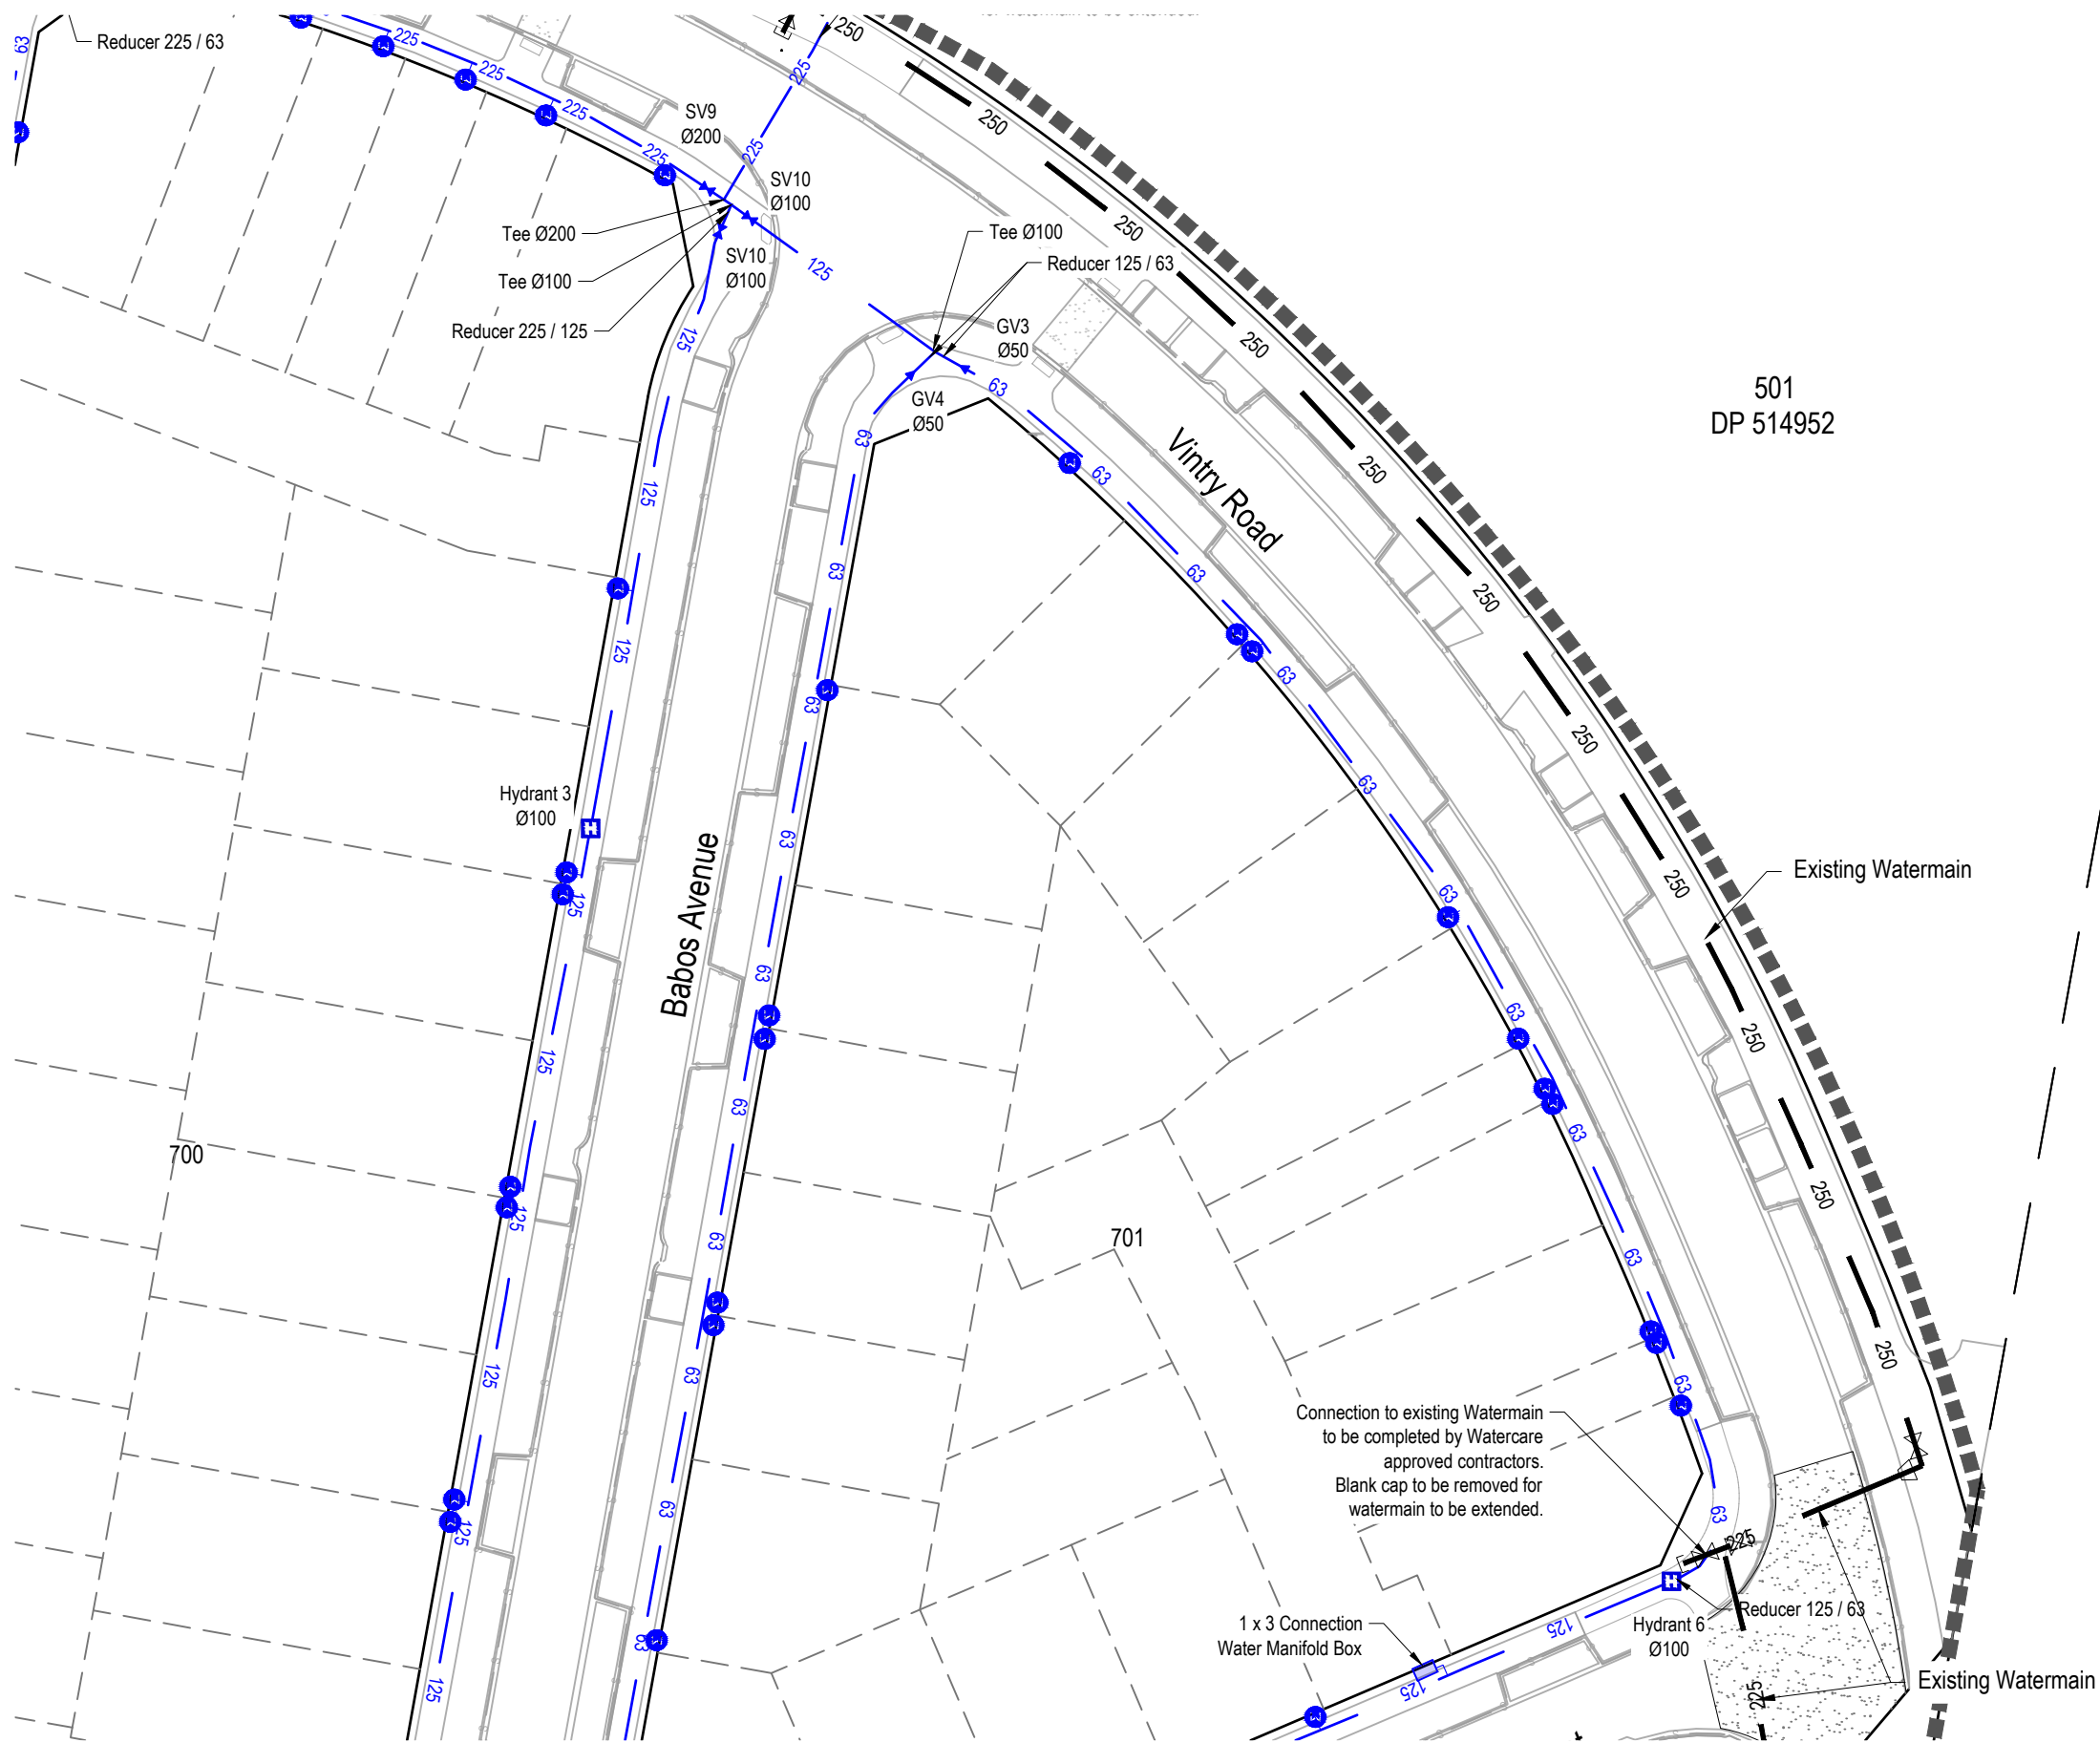 Reducer 225 / 63
63
225
225
225
225
225
225
250
SV9
Ø200
SV10
Ø100
Tee Ø200
Tee Ø100
SV10
Ø100
Reducer 225 / 125
125
Tee Ø100
Reducer 125 / 63
GV3
Ø50
GV4
Ø50
63
63
63
63
63
63
63
63
63
63
63
63
250
250
250
250
250
250
250
250
250
250
250
501
DP 514952
Vintry Road
Existing Watermain
125
125
125
125
125
125
125
125
125
Hydrant 3
Ø100
Babos Avenue
63
63
63
63
63
63
63
63
63
63
700
701
Connection to existing Watermain
to be completed by Watercare
approved contractors.
Blank cap to be removed for
watermain to be extended.
225
Reducer 125 / 63
Hydrant 6
Ø100
1 x 3 Connection
Water Manifold Box
125
125
225
Existing Watermain